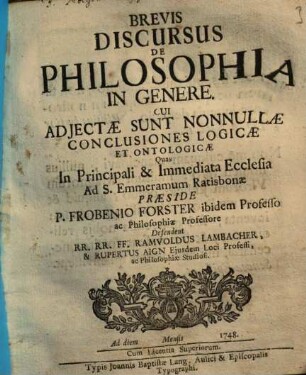 BREVIS
DISCURSUS
DE
PHILOSOPHIA
IN GENERE.
CUI
ADJECTÆ SUNT NONNULLÆ
CONCLUSIONES LOGICÆ
ET ONTOLOGICÆ
Quas
In Principali & Immediata Ecclesia
Ad S. Emmeramum Ratisbonæ
PRÆSIDE
P. FROBENIO FORSTER ibidem Professo
ac Philosophiæ Professore
Defendent
RR. RR. FF. RAMVOLDUS LAMBACHER,
& RUPERTUS AIGN Ejusdem Loci Professi,
ac Philosophiæ Studiosi.
Ad diem Mensis 1748.
Cum Licentia Superiorum.
Typis Joannis Baptistæ Lang, Aulici & Episcopalis
Typographi.